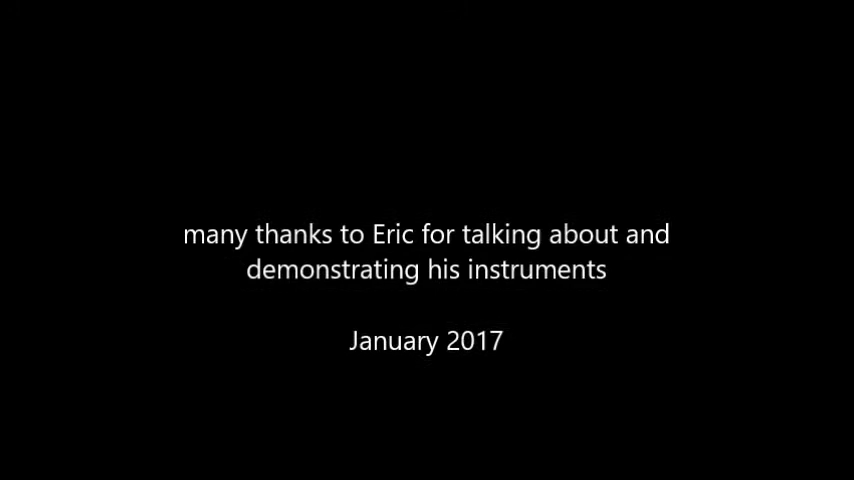 many thanks to Eric for talking about and
demonstrating his instruments
January 2017